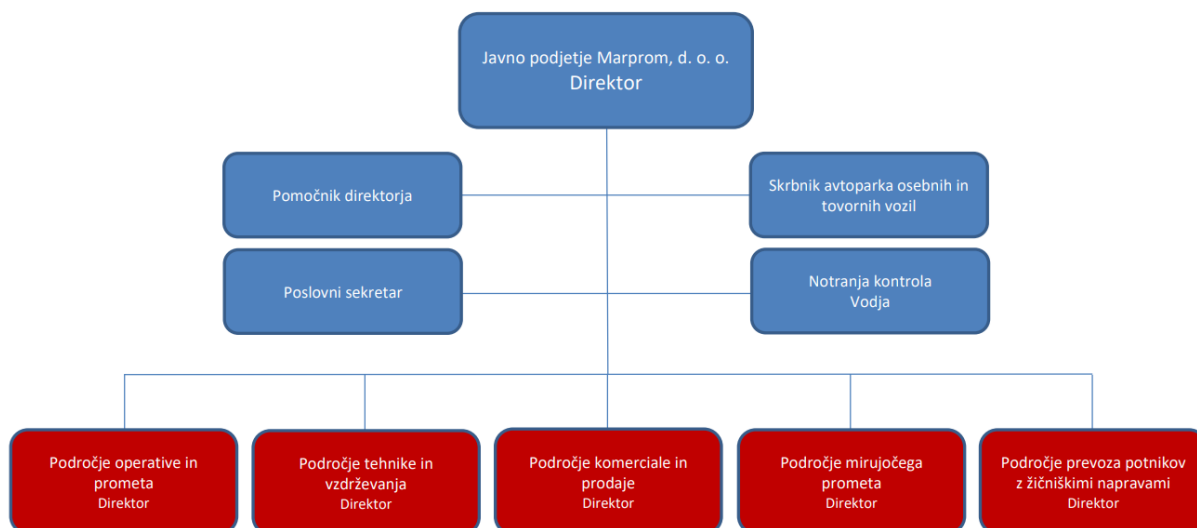 Javno podjetje Marprom, d. o. o.
Direktor
Pomočnik direktorja
Skrbnik avtoparka osebnih in
tovornih vozil
Poslovni sekretar
Notranja kontrola
Vodja
Področje operative in
prometa
Direktor
Področje tehnike in
vzdrževanja
Direktor
Področje komerciale in
prodaje
Direktor
Področje mirujočega
prometa
Direktor
Področje prevoza potnikov
z žičniškimi napravami
Direktor